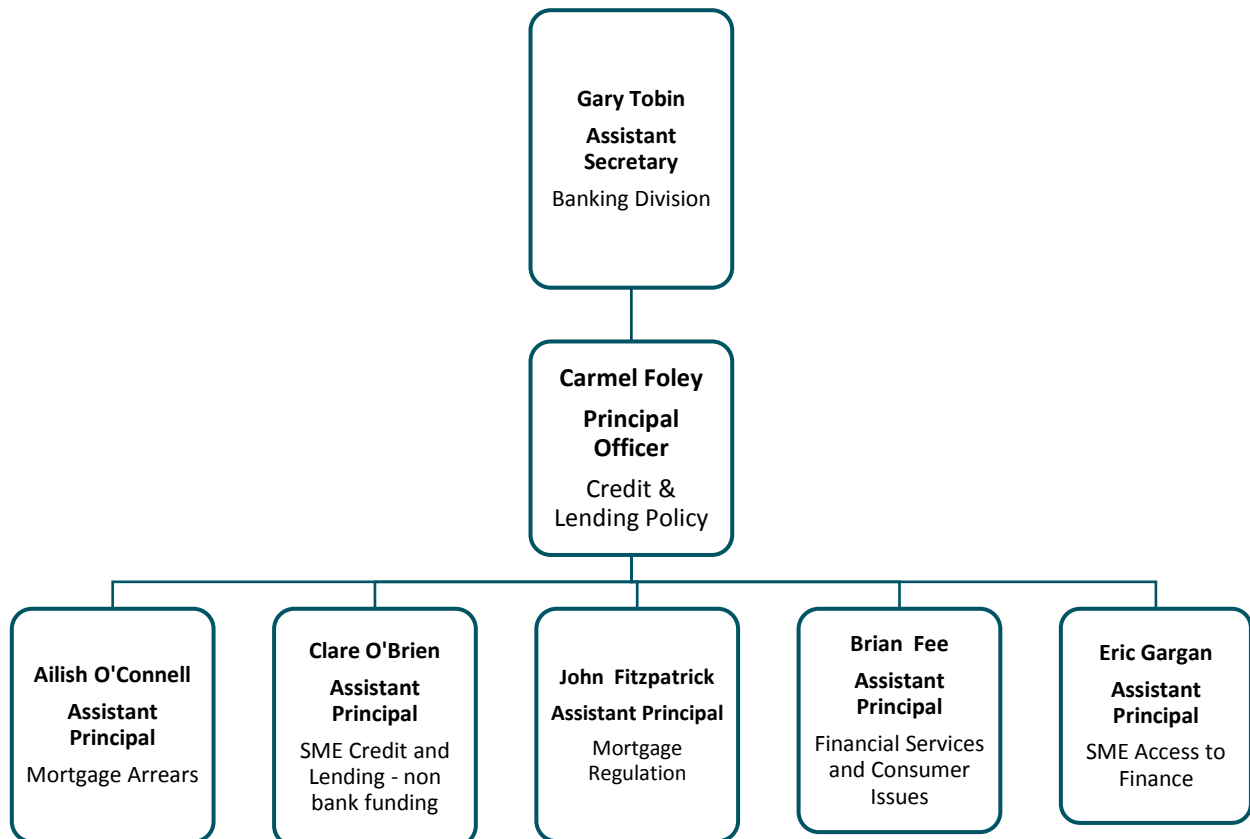 Gary Tobin
Assistant
Secretary
Banking Division
Carmel Foley
Principal
Officer
Credit &
Lending Policy
Ailish O'Connell
Assistant
Principal
Mortgage Arrears
Clare O'Brien
Assistant
Principal
SME Credit and
Lending - non
bank funding
John Fitzpatrick
Assistant Principal
Mortgage
Regulation
Brian Fee
Assistant
Principal
Financial Services
and Consumer
Issues
Eric Gargan
Assistant
Principal
SME Access to
Finance